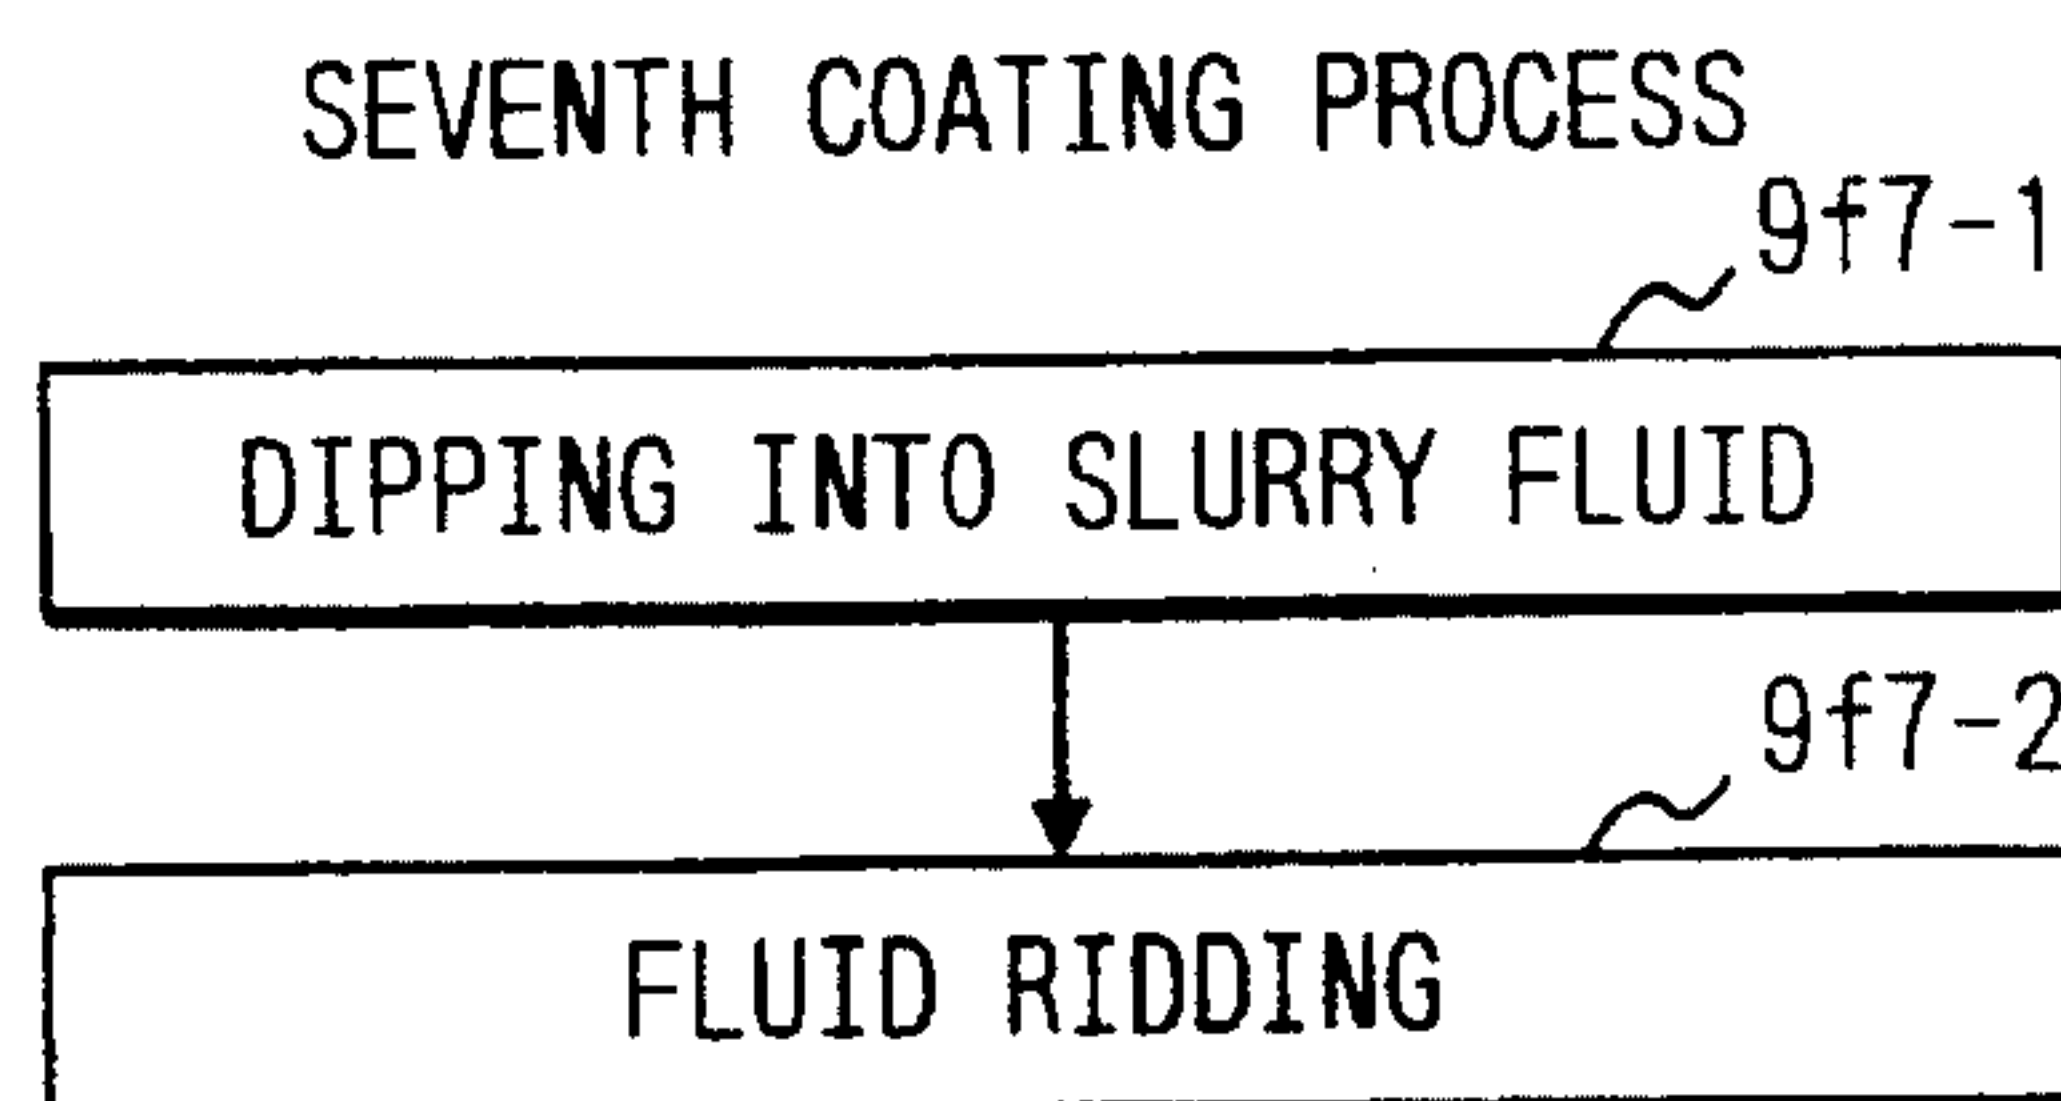 SEVENTH COATING PROCESS
9f7-1
DIPPING INTO SLURRY FLUID
9f7-2
FLUID RIDDING